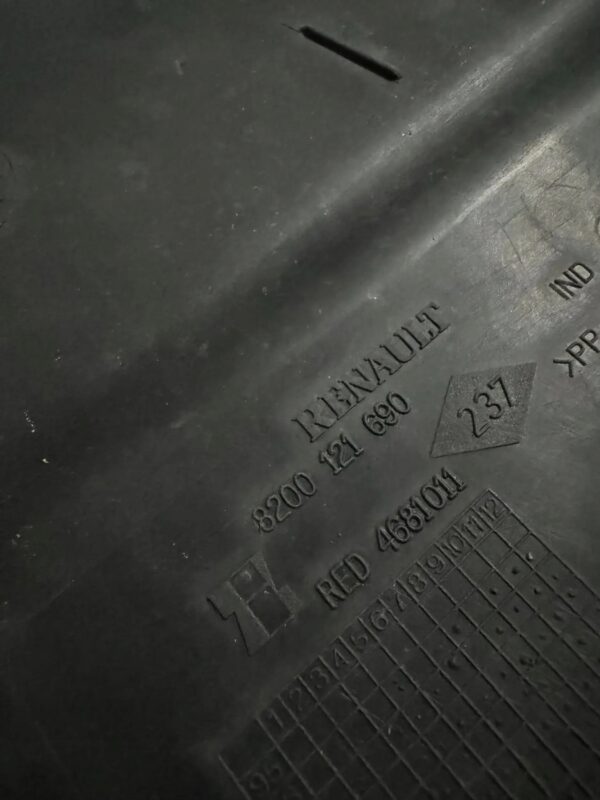 IND
>PP
RENAULT
8200 121 690
237
RED 4681011
1 2 3 4 5 6 7 8 9 10 11 12